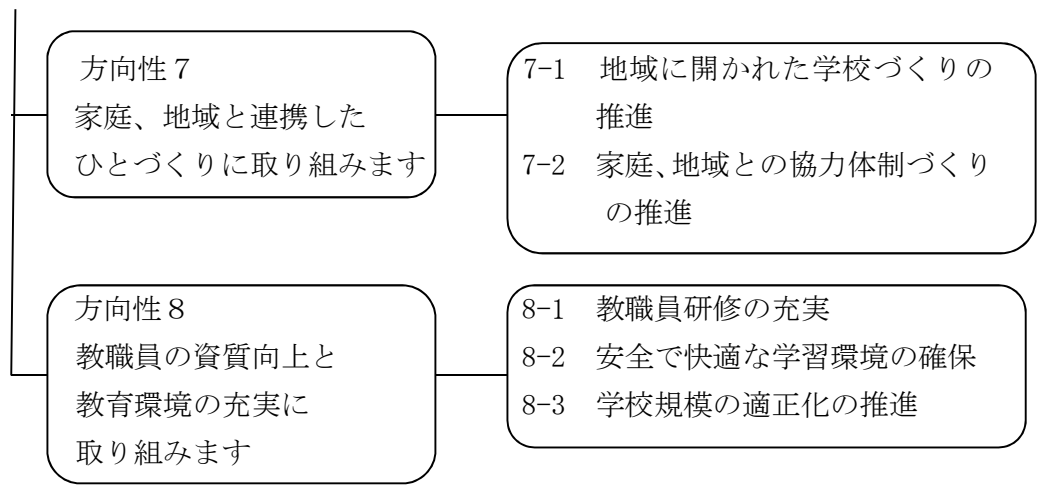 方向性７
家庭、地域と連携した
ひとづくりに取り組みます
7-1　地域に開かれた学校づくりの
推進
7-2　家庭、地域との協力体制づくり
の推進
方向性８
教職員の資質向上と
教育環境の充実に
取り組みます
8-1　教職員研修の充実
8-2　安全で快適な学習環境の確保
8-3　学校規模の適正化の推進